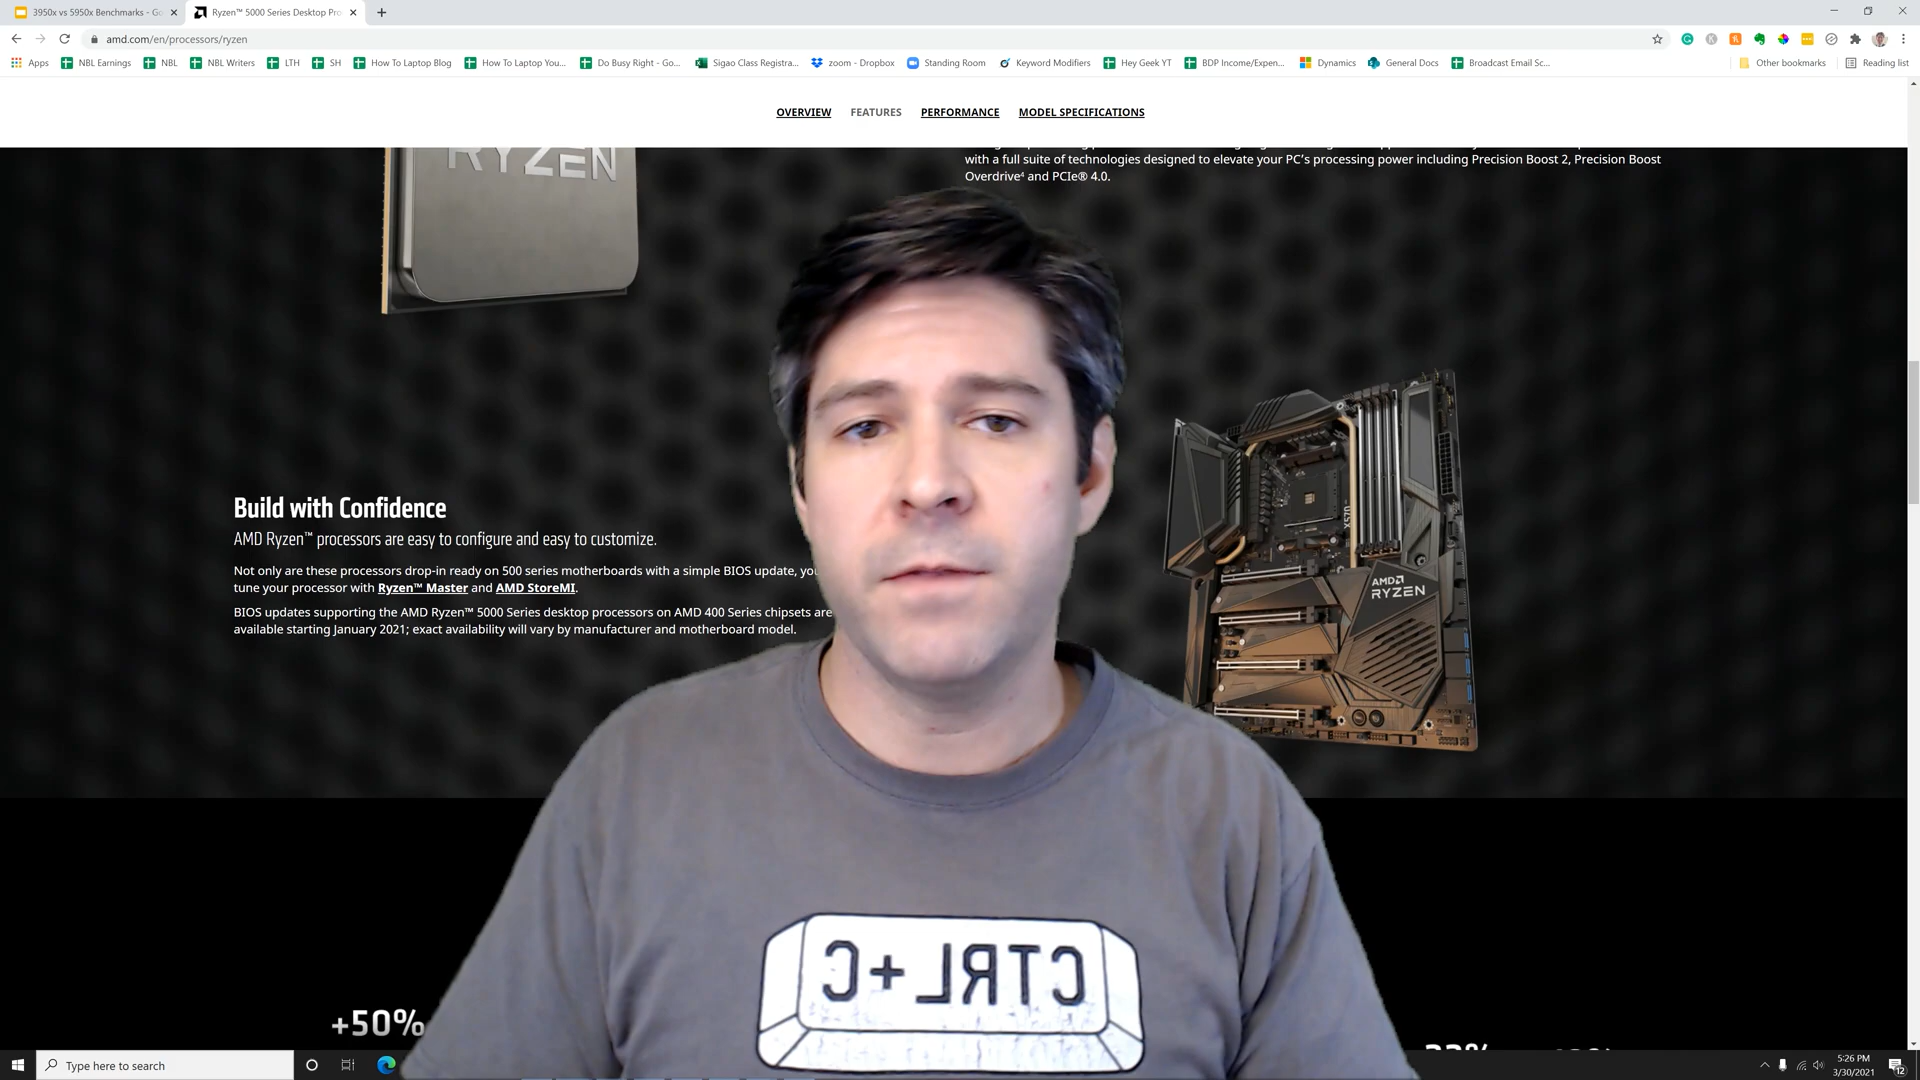 3950x vs 5950x Benchmarks - Go
Ryzen™ 5000 Series Desktop Pro
amd.com/en/processors/ryzen
Apps
NBL Earnings
NBL
NBL Writers
LTH
SH
How To Laptop Blog
How To Laptop You...
Do Busy Right - Go...
Sigao Class Registra...
zoom - Dropbox
Standing Room
Keyword Modifiers
Hey Geek YT
BDP Income/Expen...
Dynamics
General Docs
Broadcast Email Sc...
Other bookmarks
Reading list
OVERVIEW
FEATURES
PERFORMANCE
MODEL SPECIFICATIONS
RYZEN
with a full suite of technologies designed to elevate your PC's processing power including Precision Boost 2, Precision Boost
Overdrive⁴ and PCIe® 4.0.
Build with Confidence
AMD Ryzen™ processors are easy to configure and easy to customize.
Not only are these processors drop-in ready on 500 series motherboards with a simple BIOS update,
tune your processor with Ryzen™ Master and AMD StoreMI.
BIOS updates supporting the AMD Ryzen™ 5000 Series desktop processors on AMD 400 Series chipsets are
available starting January 2021; exact availability will vary by manufacturer and motherboard model.
X570
AMD
RYZEN
CTRL+C
+50%
Type here to search
5:26 PM
3/30/2021
12